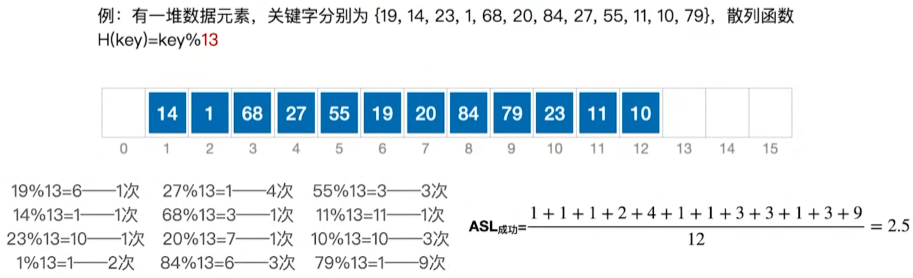 例：有一堆数据元素，关键字分别为 {19, 14, 23, 1, 68, 20, 84, 27, 55, 11, 10, 79}，散列函数
H(key)=key%13
14 1 68 27 55 19 20 84 79 23 11 10
0 1 2 3 4 5 6 7 8 9 10 11 12 13 14 15
19%13=6——1次 27%13=1——4次 55%13=3——3次
14%13=1——1次 68%13=3——1次 11%13=11——1次
23%13=10——1次 20%13=7——1次 10%13=10——3次
1%13=1——2次 84%13=6——3次 79%13=1——9次
1 + 1 + 1 + 2 + 4 + 1 + 1 + 3 + 3 + 1 + 3 + 9
ASL成功= = 2.5
12